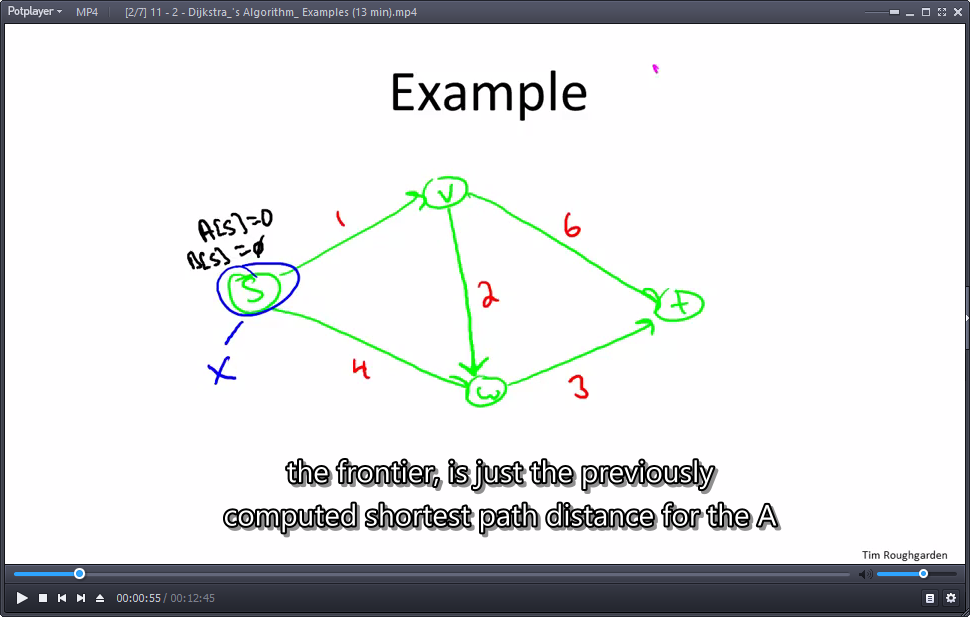 Potplayer MP4 [2/7] 11 - 2 - Dijkstra_'s Algorithm_ Examples (13 min).mp4
Example
V
1
6
A[S]=0
B[S]=∅
S
2
t
X
4
W
3
the frontier, is just the previously
computed shortest path distance for the A
Tim Roughgarden
00:00:55 / 00:12:45